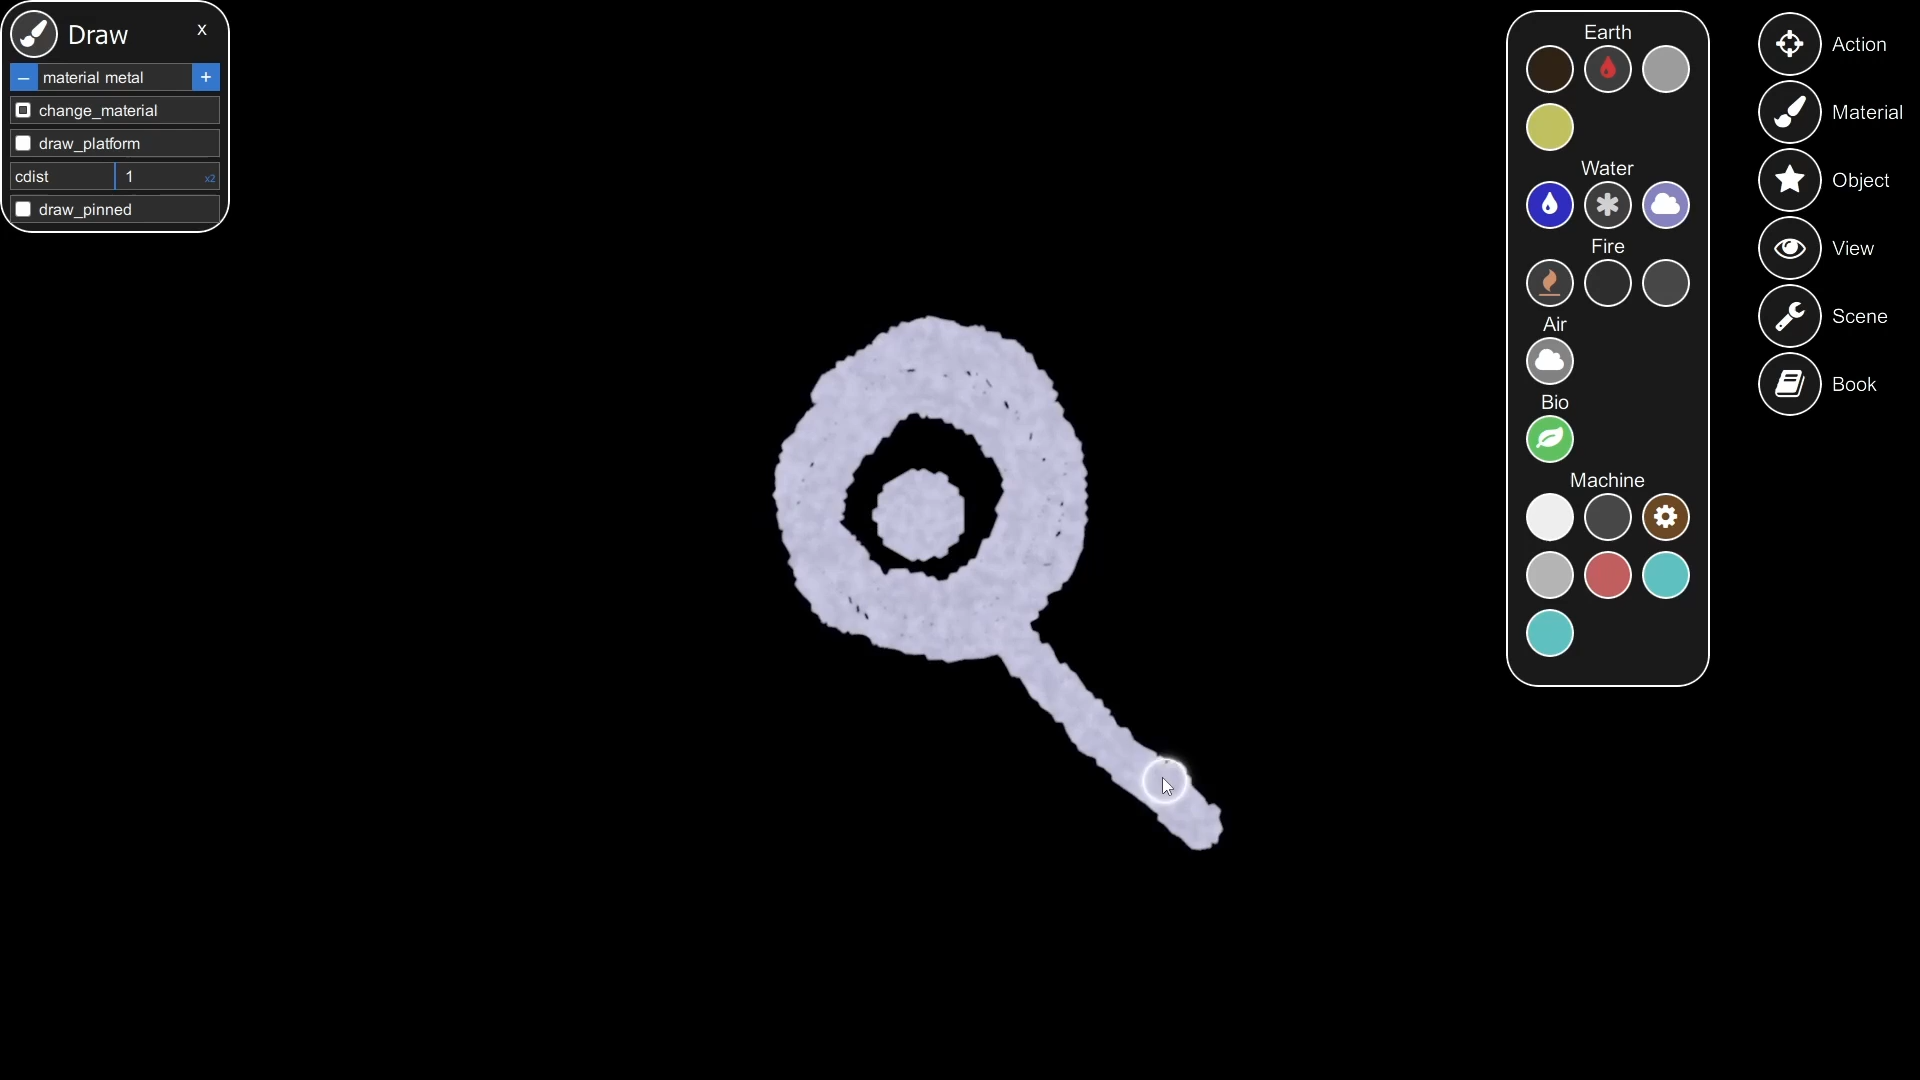 Draw
x
– material metal +
change_material
draw_platform
cdist 1 x2
draw_pinned
Earth
Water
Fire
Air
Bio
Machine
Action
Material
Object
View
Scene
Book